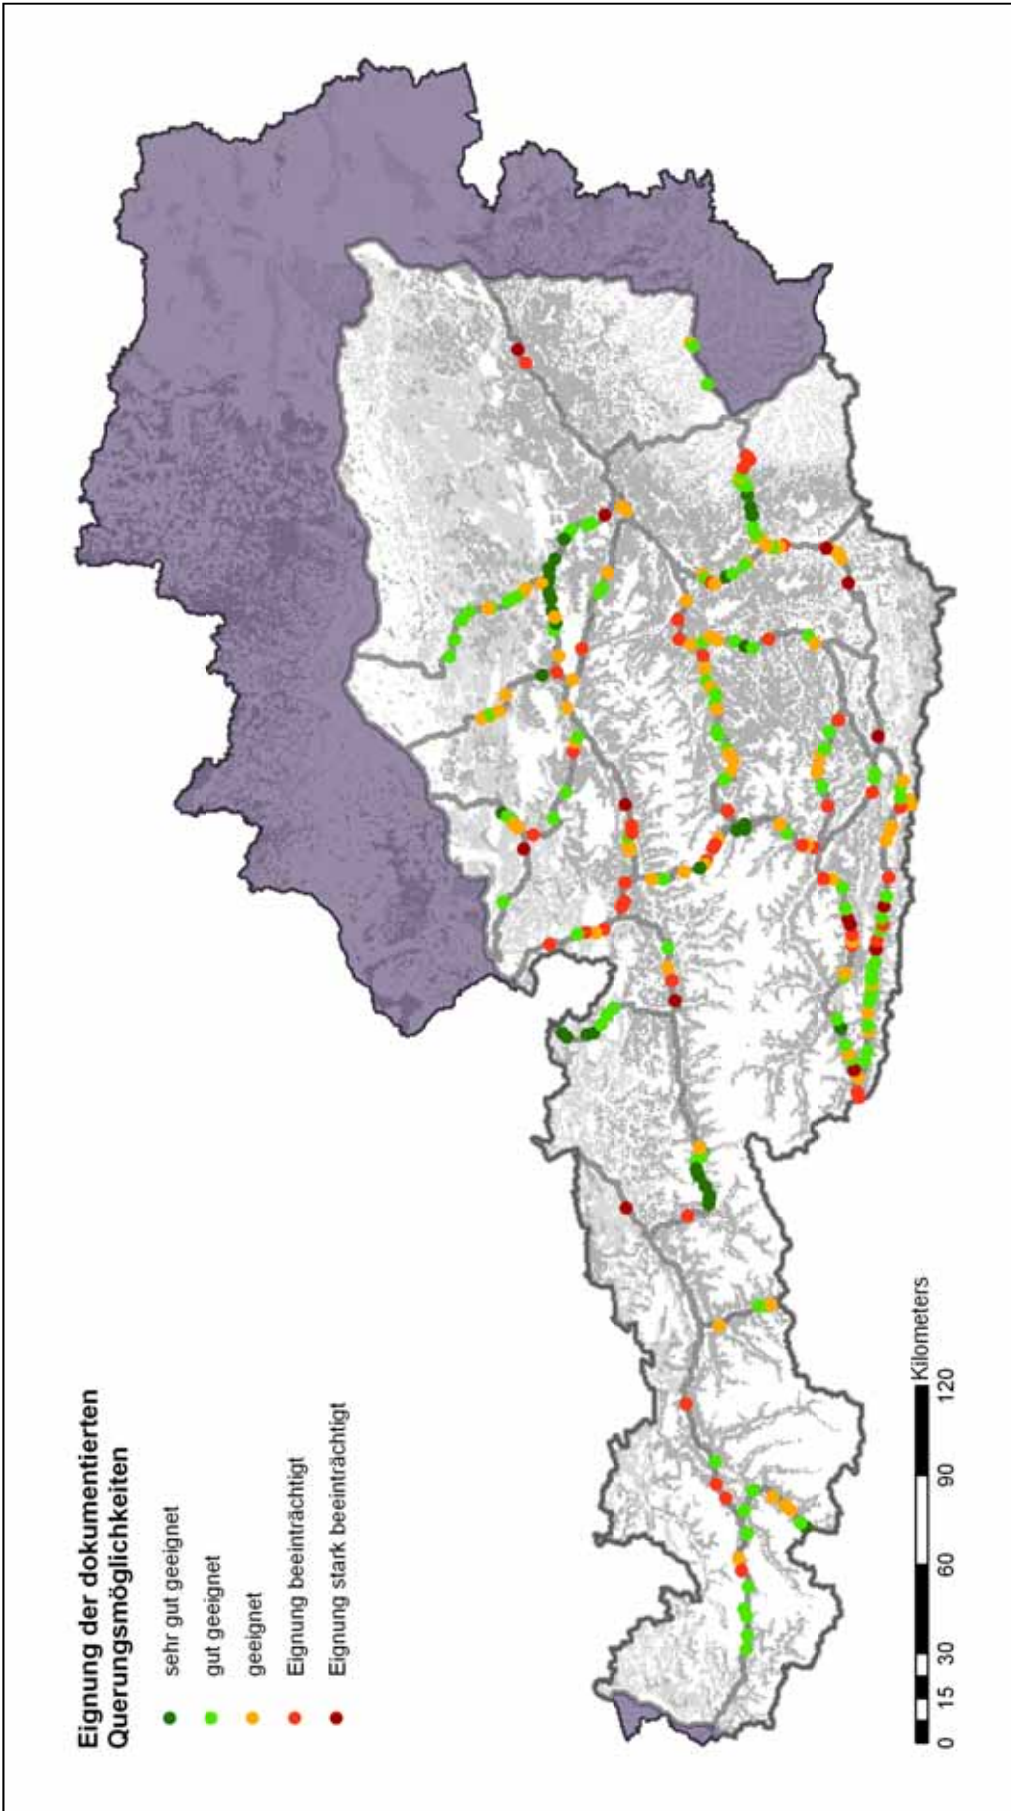 Eignung der dokumentierten
Querungsmöglichkeiten
sehr gut geeignet
gut geeignet
geeignet
Eignung beeinträchtigt
Eignung stark beeinträchtigt
Kilometers
0 15 30 60 90 120